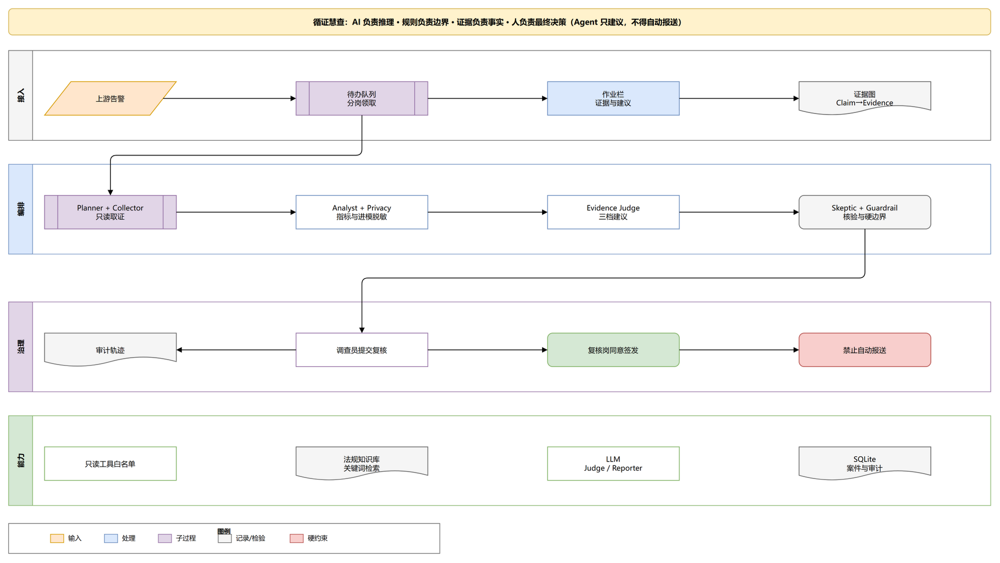 循证慧查：AI 负责推理 • 规则负责边界 • 证据负责事实 • 人负责最终决策（Agent 只建议，不得自动报送）
接入
上游告警
待办队列
分岗领取
作业栏
证据与建议
证据图
Claim→Evidence
编排
Planner + Collector
只读取证
Analyst + Privacy
指标与进模脱敏
Evidence Judge
三档建议
Skeptic + Guardrail
核验与硬边界
治理
审计轨迹
调查员提交复核
复核岗同意签发
禁止自动报送
能力
只读工具白名单
法规知识库
关键词检索
LLM
Judge / Reporter
SQLite
案件与审计
图例
输入
处理
子过程
记录/检验
硬约束